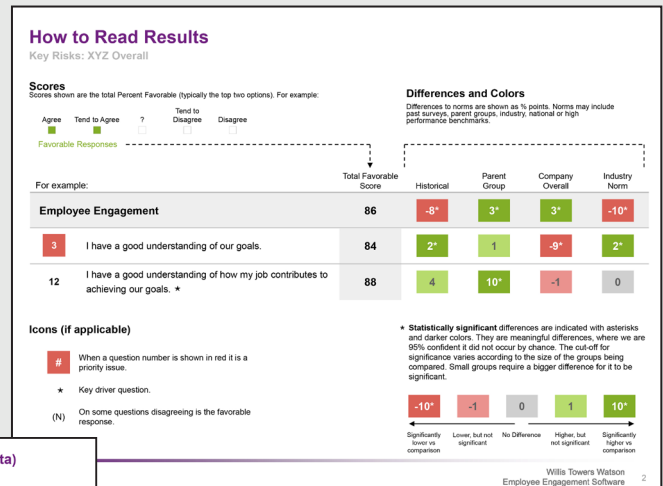 How to Read Results
Key Risks: XYZ Overall
Scores
Scores shown are the total Percent Favorable (typically the top two options). For example:
Agree Tend to Agree ? Tend to Disagree Disagree
Favorable Responses
Differences and Colors
Differences to norms are shown as % points. Norms may include
past surveys, parent groups, industry, national or high
performance benchmarks.
For example: Total Favorable Score Historical Parent Group Company Overall Industry Norm
Employee Engagement 86 -8* 3* 3* -10*
3 I have a good understanding of our goals. 84 2* 1 -9* 2*
12 I have a good understanding of how my job contributes to
achieving our goals. ★ 88 4 10* -1 0
Icons (if applicable)
# When a question number is shown in red it is a
priority issue.
★ Key driver question.
(N) On some questions disagreeing is the favorable
response.
★ Statistically significant differences are indicated with asterisks
and darker colors. They are meaningful differences, where we are
95% confident it did not occur by chance. The cut-off for
significance varies according to the size of the groups being
compared. Small groups require a bigger difference for it to be
significant.
-10* -1 0 1 10*
Significantly lower vs comparison Lower, but not significant No Difference Higher, but not significant Significantly higher vs comparison
ta)
Willis Towers Watson
Employee Engagement Software 2